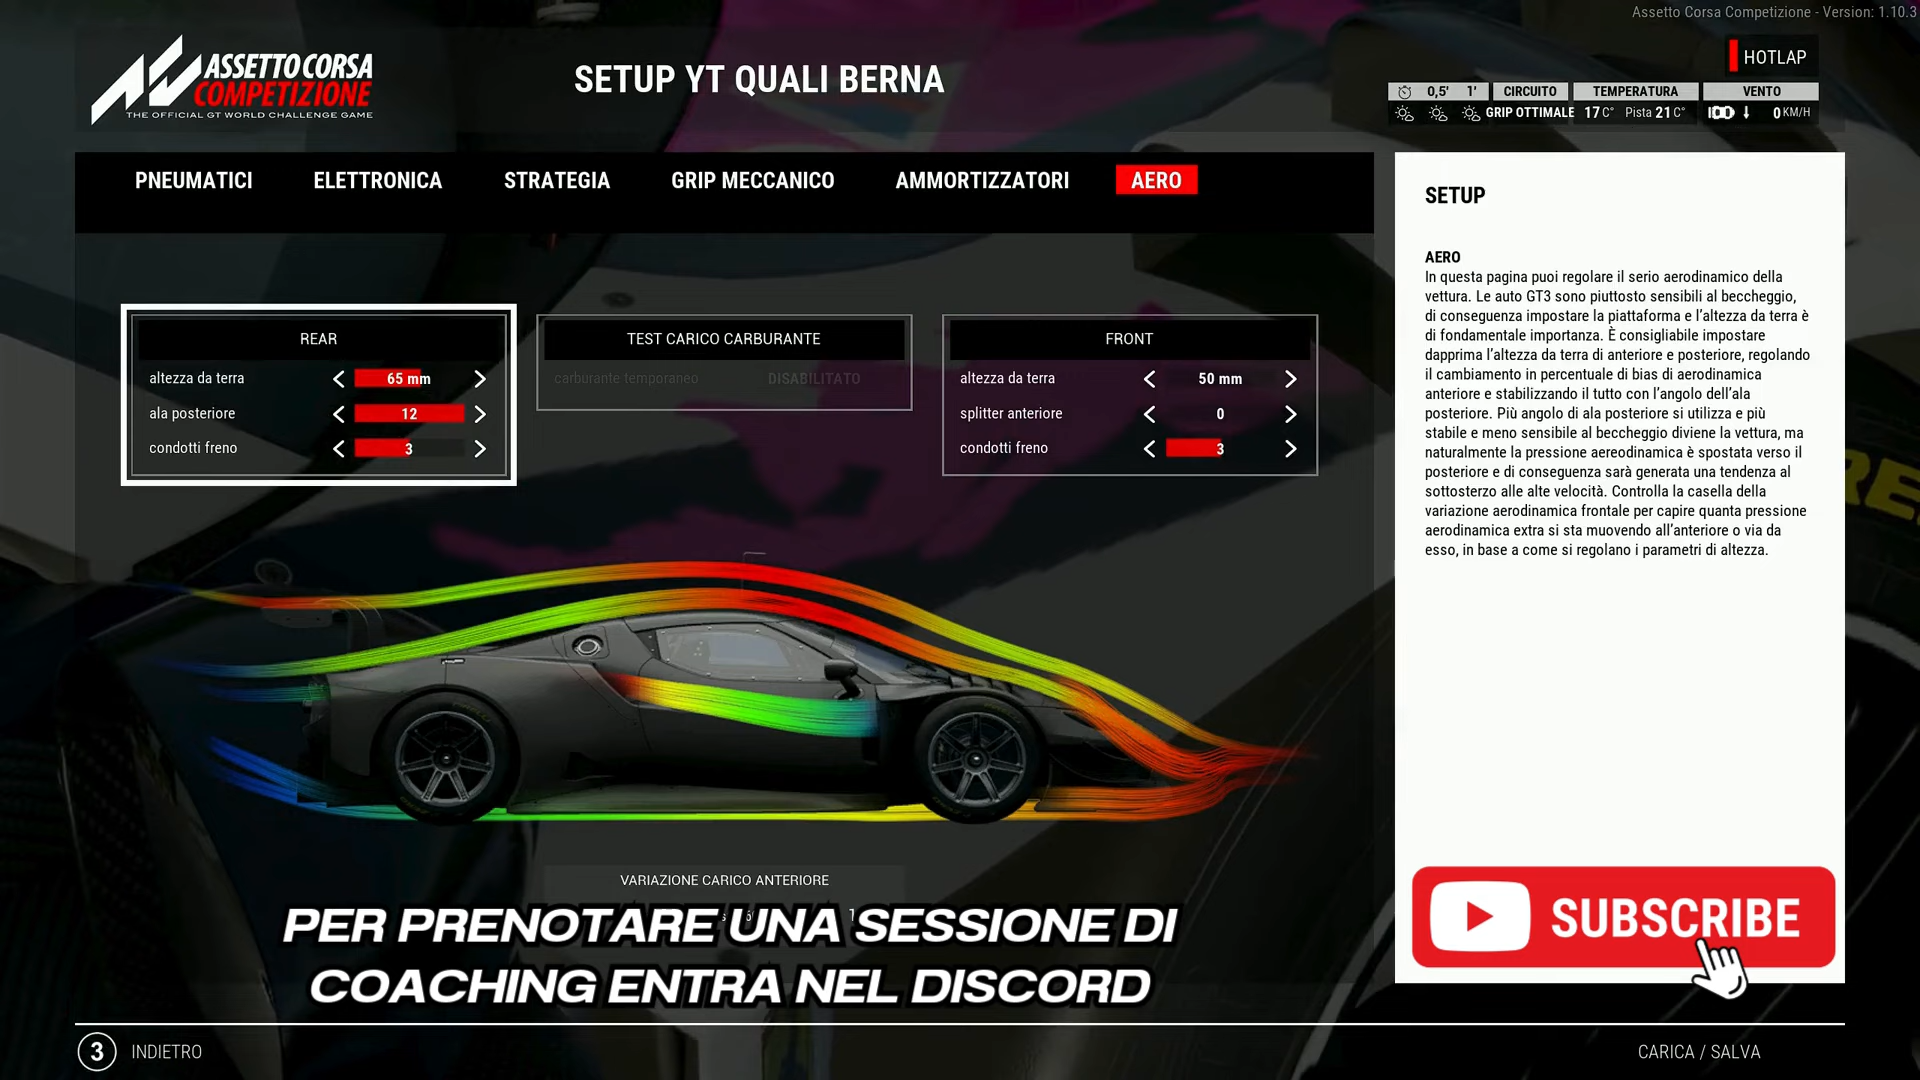 Assetto Corsa Competizione - Version: 1.10.3
ASSETTO CORSA
COMPETIZIONE
THE OFFICIAL GT WORLD CHALLENGE GAME
SETUP YT QUALI BERNA
HOTLAP
0,5' 1' CIRCUITO TEMPERATURA VENTO
GRIP OTTIMALE 17 C° Pista 21 C° 0 KM/H
PNEUMATICI ELETTRONICA STRATEGIA GRIP MECCANICO AMMORTIZZATORI AERO
REAR
altezza da terra 65 mm
ala posteriore 12
condotti freno 3
TEST CARICO CARBURANTE
carburante temporaneo DISABILITATO
FRONT
altezza da terra 50 mm
splitter anteriore 0
condotti freno 3
SETUP
AERO
In questa pagina puoi regolare il serio aerodinamico della
vettura. Le auto GT3 sono piuttosto sensibili al beccheggio,
di conseguenza impostare la piattaforma e l'altezza da terra è
di fondamentale importanza. È consigliabile impostare
dapprima l'altezza da terra di anteriore e posteriore, regolando
il cambiamento in percentuale di bias di aerodinamica
anteriore e stabilizzando il tutto con l'angolo dell'ala
posteriore. Più angolo di ala posteriore si utilizza e più
stabile e meno sensibile al beccheggio diviene la vettura, ma
naturalmente la pressione aereodinamica è spostata verso il
posteriore e di conseguenza sarà generata una tendenza al
sottosterzo alle alte velocità. Controlla la casella della
variazione aerodinamica frontale per capire quanta pressione
aerodinamica extra si sta muovendo all'anteriore o via da
esso, in base a come si regolano i parametri di altezza.
VARIAZIONE CARICO ANTERIORE
PER PRENOTARE UNA SESSIONE DI
COACHING ENTRA NEL DISCORD
SUBSCRIBE
3 INDIETRO
CARICA / SALVA